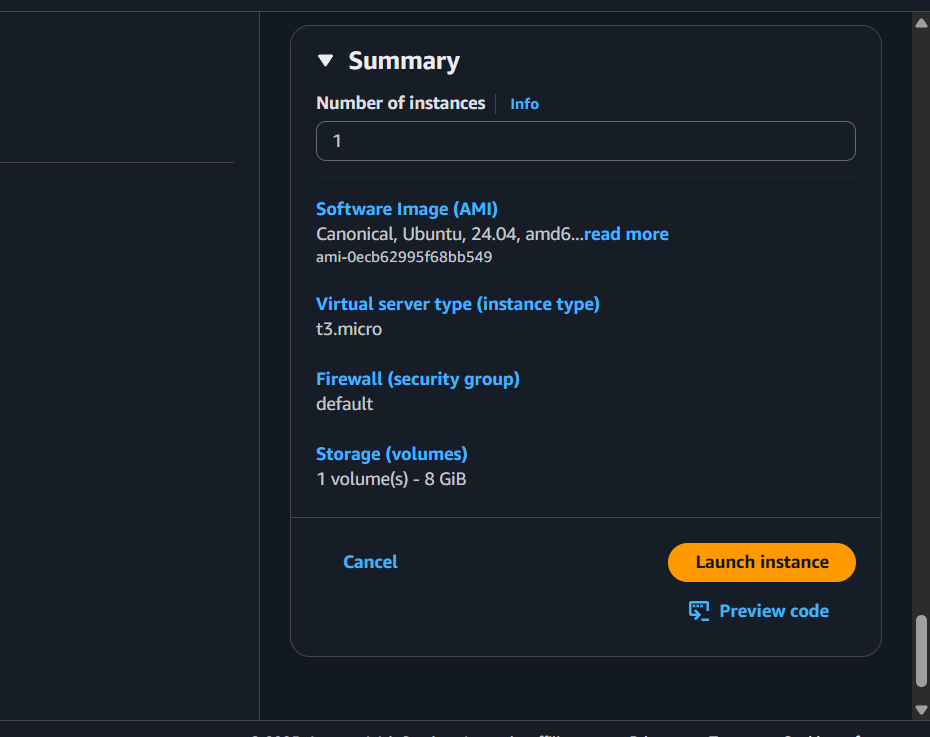 Summary
Number of instances
Info
1
Software Image (AMI)
Canonical, Ubuntu, 24.04, amd6...read more
ami-0ecb62995f68bb549
Virtual server type (instance type)
t3.micro
Firewall (security group)
default
Storage (volumes)
1 volume(s) - 8 GiB
Cancel
Launch instance
Preview code